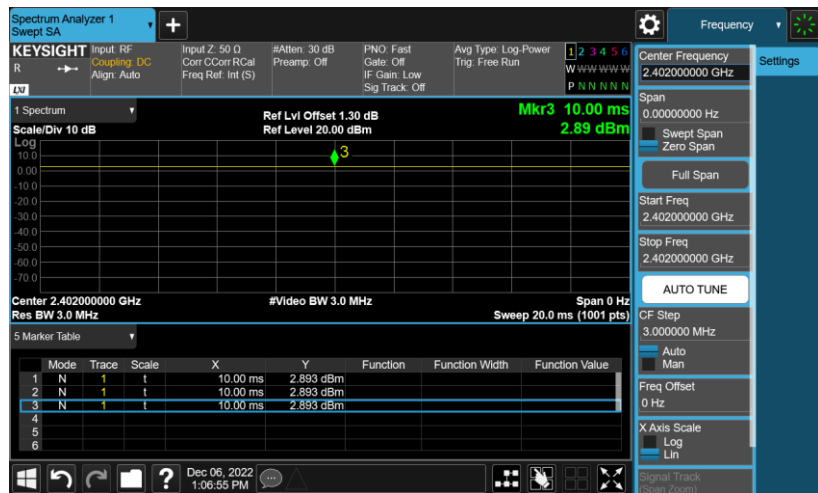 Spectrum Analyzer 1
Swept SA
+
Frequency
KEYSIGHT
R
LXI
Input: RF
Coupling: DC
Align: Auto
Input Z: 50 Ω
Corr CCorr RCal
Freq Ref: Int (S)
#Atten: 30 dB
Preamp: Off
PNO: Fast
Gate: Off
IF Gain: Low
Sig Track: Off
Avg Type: Log-Power
Trig: Free Run
1 2 3 4 5 6
W W W W W W
P N N N N N
Center Frequency
2.402000000 GHz
Settings
Span
0.00000000 Hz
Swept Span
Zero Span
Full Span
Start Freq
2.402000000 GHz
Stop Freq
2.402000000 GHz
AUTO TUNE
CF Step
3.000000 MHz
Auto
Man
Freq Offset
0 Hz
X Axis Scale
Log
Lin
Signal Track
(Span Zoom)
1 Spectrum
Scale/Div 10 dB
Ref Lvl Offset 1.30 dB
Ref Level 20.00 dBm
Mkr3 10.00 ms
2.89 dBm
Log
10.0
0.00
-10.0
-20.0
-30.0
-40.0
-50.0
-60.0
-70.0
3
Center 2.402000000 GHz
Res BW 3.0 MHz
#Video BW 3.0 MHz
Span 0 Hz
Sweep 20.0 ms (1001 pts)
5 Marker Table
Mode Trace Scale X Y Function Function Width Function Value
1 N 1 t 10.00 ms 2.893 dBm
2 N 1 t 10.00 ms 2.893 dBm
3 N 1 t 10.00 ms 2.893 dBm
4
5
6
?
Dec 06, 2022
1:06:55 PM